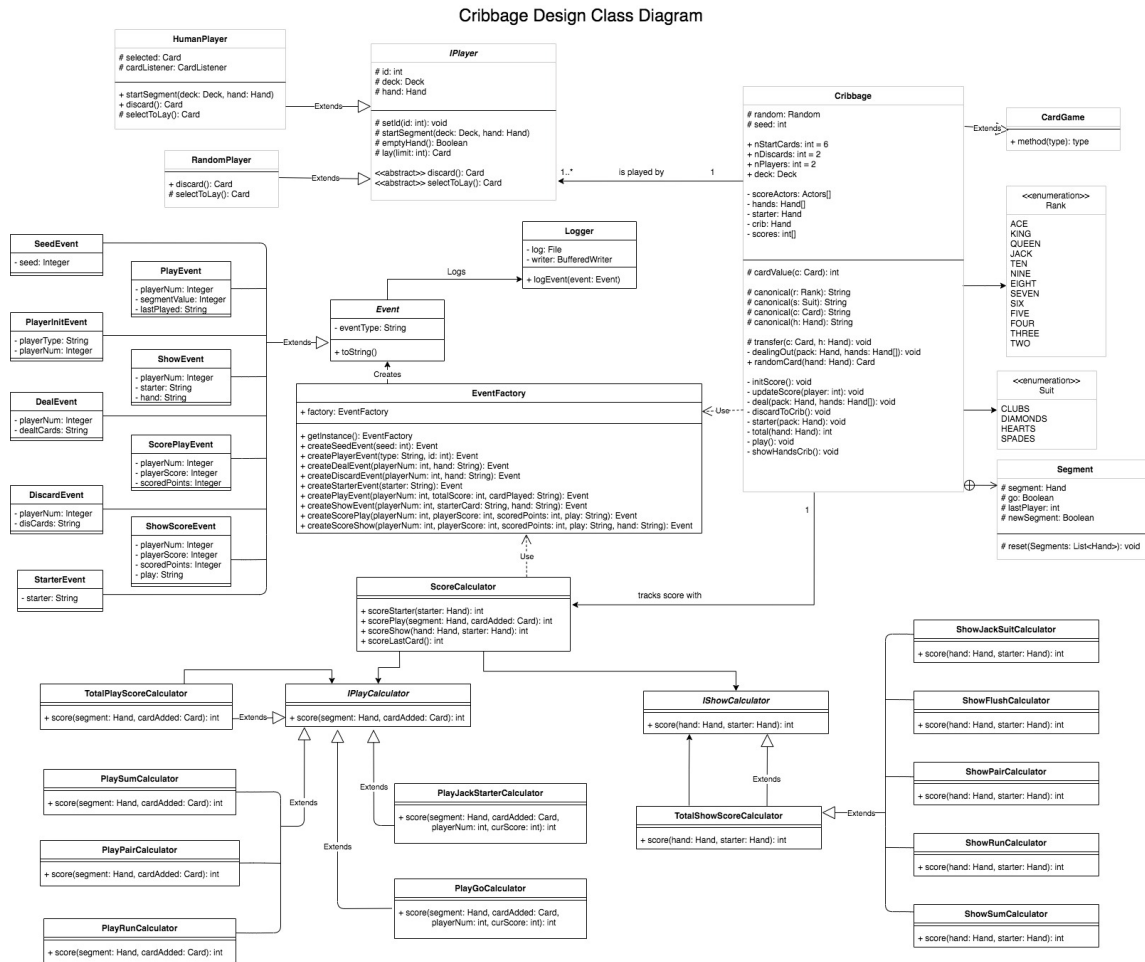 Cribbage Design Class Diagram
HumanPlayer
# selected: Card
# cardListener: CardListener
+ startSegment(deck: Deck, hand: Hand)
+ discard(): Card
# selectToLay(): Card
Extends
IPlayer
# id: int
# deck: Deck
# hand: Hand
# setId(id: int): void
# startSegment(deck: Deck, hand: Hand)
# emptyHand(): Boolean
# lay(limit: int): Card
<<abstract>> discard(): Card
<<abstract>> selectToLay(): Card
RandomPlayer
+ discard(): Card
# selectToLay(): Card
Extends
1..*
is played by
1
Cribbage
# random: Random
# seed: int
+ nStartCards: int = 6
+ nDiscards: int = 2
+ nPlayers: int = 2
+ deck: Deck
- scoreActors: Actors[]
- hands: Hand[]
- starter: Hand
- crib: Hand
- scores: int[]
# cardValue(c: Card): int
# canonical(r: Rank): String
# canonical(s: Suit): String
# canonical(c: Card): String
# canonical(h: Hand): String
# transfer(c: Card, h: Hand): void
- dealingOut(pack: Hand, hands: Hand[]): void
+ randomCard(hand: Hand): Card
- initScore(): void
- updateScore(player: int): void
- deal(pack: Hand, hands: Hand[]): void
- discardToCrib(): void
- starter(pack: Hand): void
- total(hand: Hand): int
- play(): void
- showHandsCrib(): void
Extends
CardGame
+ method(type): type
<<enumeration>>
Rank
ACE
KING
QUEEN
JACK
TEN
NINE
EIGHT
SEVEN
SIX
FIVE
FOUR
THREE
TWO
<<enumeration>>
Suit
CLUBS
DIAMONDS
HEARTS
SPADES
Segment
# segment: Hand
# go: Boolean
# lastPlayer: int
# newSegment: Boolean
# reset(Segments: List<Hand>): void
Logger
- log: File
- writer: BufferedWriter
+ logEvent(event: Event)
Logs
Event
- eventType: String
+ toString()
Extends
Creates
SeedEvent
- seed: Integer
PlayEvent
- playerNum: Integer
- segmentValue: Integer
- lastPlayed: String
PlayerInitEvent
- playerType: String
- playerNum: Integer
ShowEvent
- playerNum: Integer
- starter: String
- hand: String
DealEvent
- playerNum: Integer
- dealtCards: String
ScorePlayEvent
- playerNum: Integer
- playerScore: Integer
- scoredPoints: Integer
DiscardEvent
- playerNum: Integer
- disCards: String
ShowScoreEvent
- playerNum: Integer
- playerScore: Integer
- scoredPoints: Integer
- play: String
StarterEvent
- starter: String
EventFactory
+ factory: EventFactory
+ getInstance(): EventFactory
+ createSeedEvent(seed: int): Event
+ createPlayerEvent(type: String, id: int): Event
+ createDealEvent(playerNum: int, hand: String): Event
+ createDiscardEvent(playerNum: int, hand: String): Event
+ createStarterEvent(starter: String): Event
+ createPlayEvent(playerNum: int, totalScore: int, cardPlayed: String): Event
+ createShowEvent(playerNum: int, starterCard: String, hand: String): Event
+ createScorePlay(playerNum: int, playerScore: int, scoredPoints: int, play: String): Event
+ createScoreShow(playerNum: int, playerScore: int, scoredPoints: int, play: String, hand: String): Event
Use
Use
1
ScoreCalculator
+ scoreStarter(starter: Hand): int
+ scorePlay(segment: Hand, cardAdded: Card): int
+ scoreShow(hand: Hand, starter: Hand): int
+ scoreLastCard(): int
tracks score with
TotalPlayScoreCalculator
+ score(segment: Hand, cardAdded: Card): int
Extends
IPlayCalculator
+ score(segment: Hand, cardAdded: Card): int
PlaySumCalculator
+ score(segment: Hand, cardAdded: Card): int
PlayPairCalculator
+ score(segment: Hand, cardAdded: Card): int
PlayRunCalculator
+ score(segment: Hand, cardAdded: Card): int
Extends
Extends
Extends
PlayJackStarterCalculator
+ score(segment: Hand, cardAdded: Card,
playerNum: int, curScore: int): int
PlayGoCalculator
+ score(segment: Hand, cardAdded: Card,
playerNum: int, curScore: int): int
IShowCalculator
+ score(hand: Hand, starter: Hand): int
Extends
TotalShowScoreCalculator
+ score(hand: Hand, starter: Hand): int
Extends
ShowJackSuitCalculator
+ score(hand: Hand, starter: Hand): int
ShowFlushCalculator
+ score(hand: Hand, starter: Hand): int
ShowPairCalculator
+ score(hand: Hand, starter: Hand): int
ShowRunCalculator
+ score(hand: Hand, starter: Hand): int
ShowSumCalculator
+ score(hand: Hand, starter: Hand): int